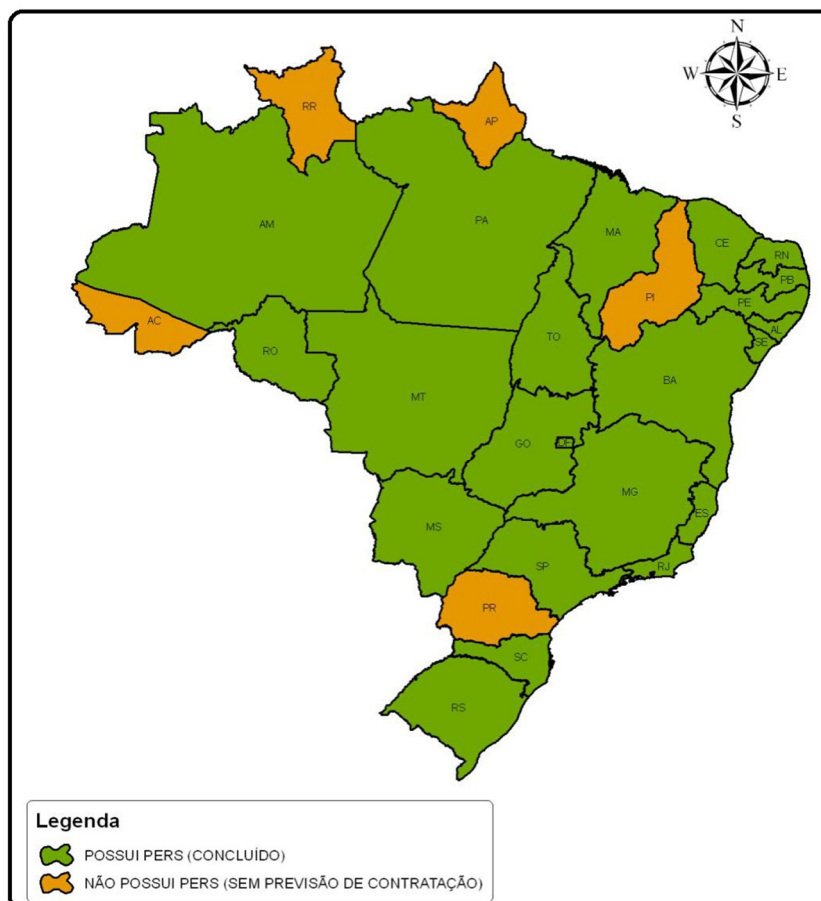 N
W E
S
RR
AP
AM
PA
MA
CE
RN
PB
PE
PI
AL
SE
AC
RO
TO
BA
MT
GO
DF
MG
ES
MS
SP
RJ
PR
SC
RS
Legenda
POSSUI PERS (CONCLUÍDO)
NÃO POSSUI PERS (SEM PREVISÃO DE CONTRATAÇÃO)